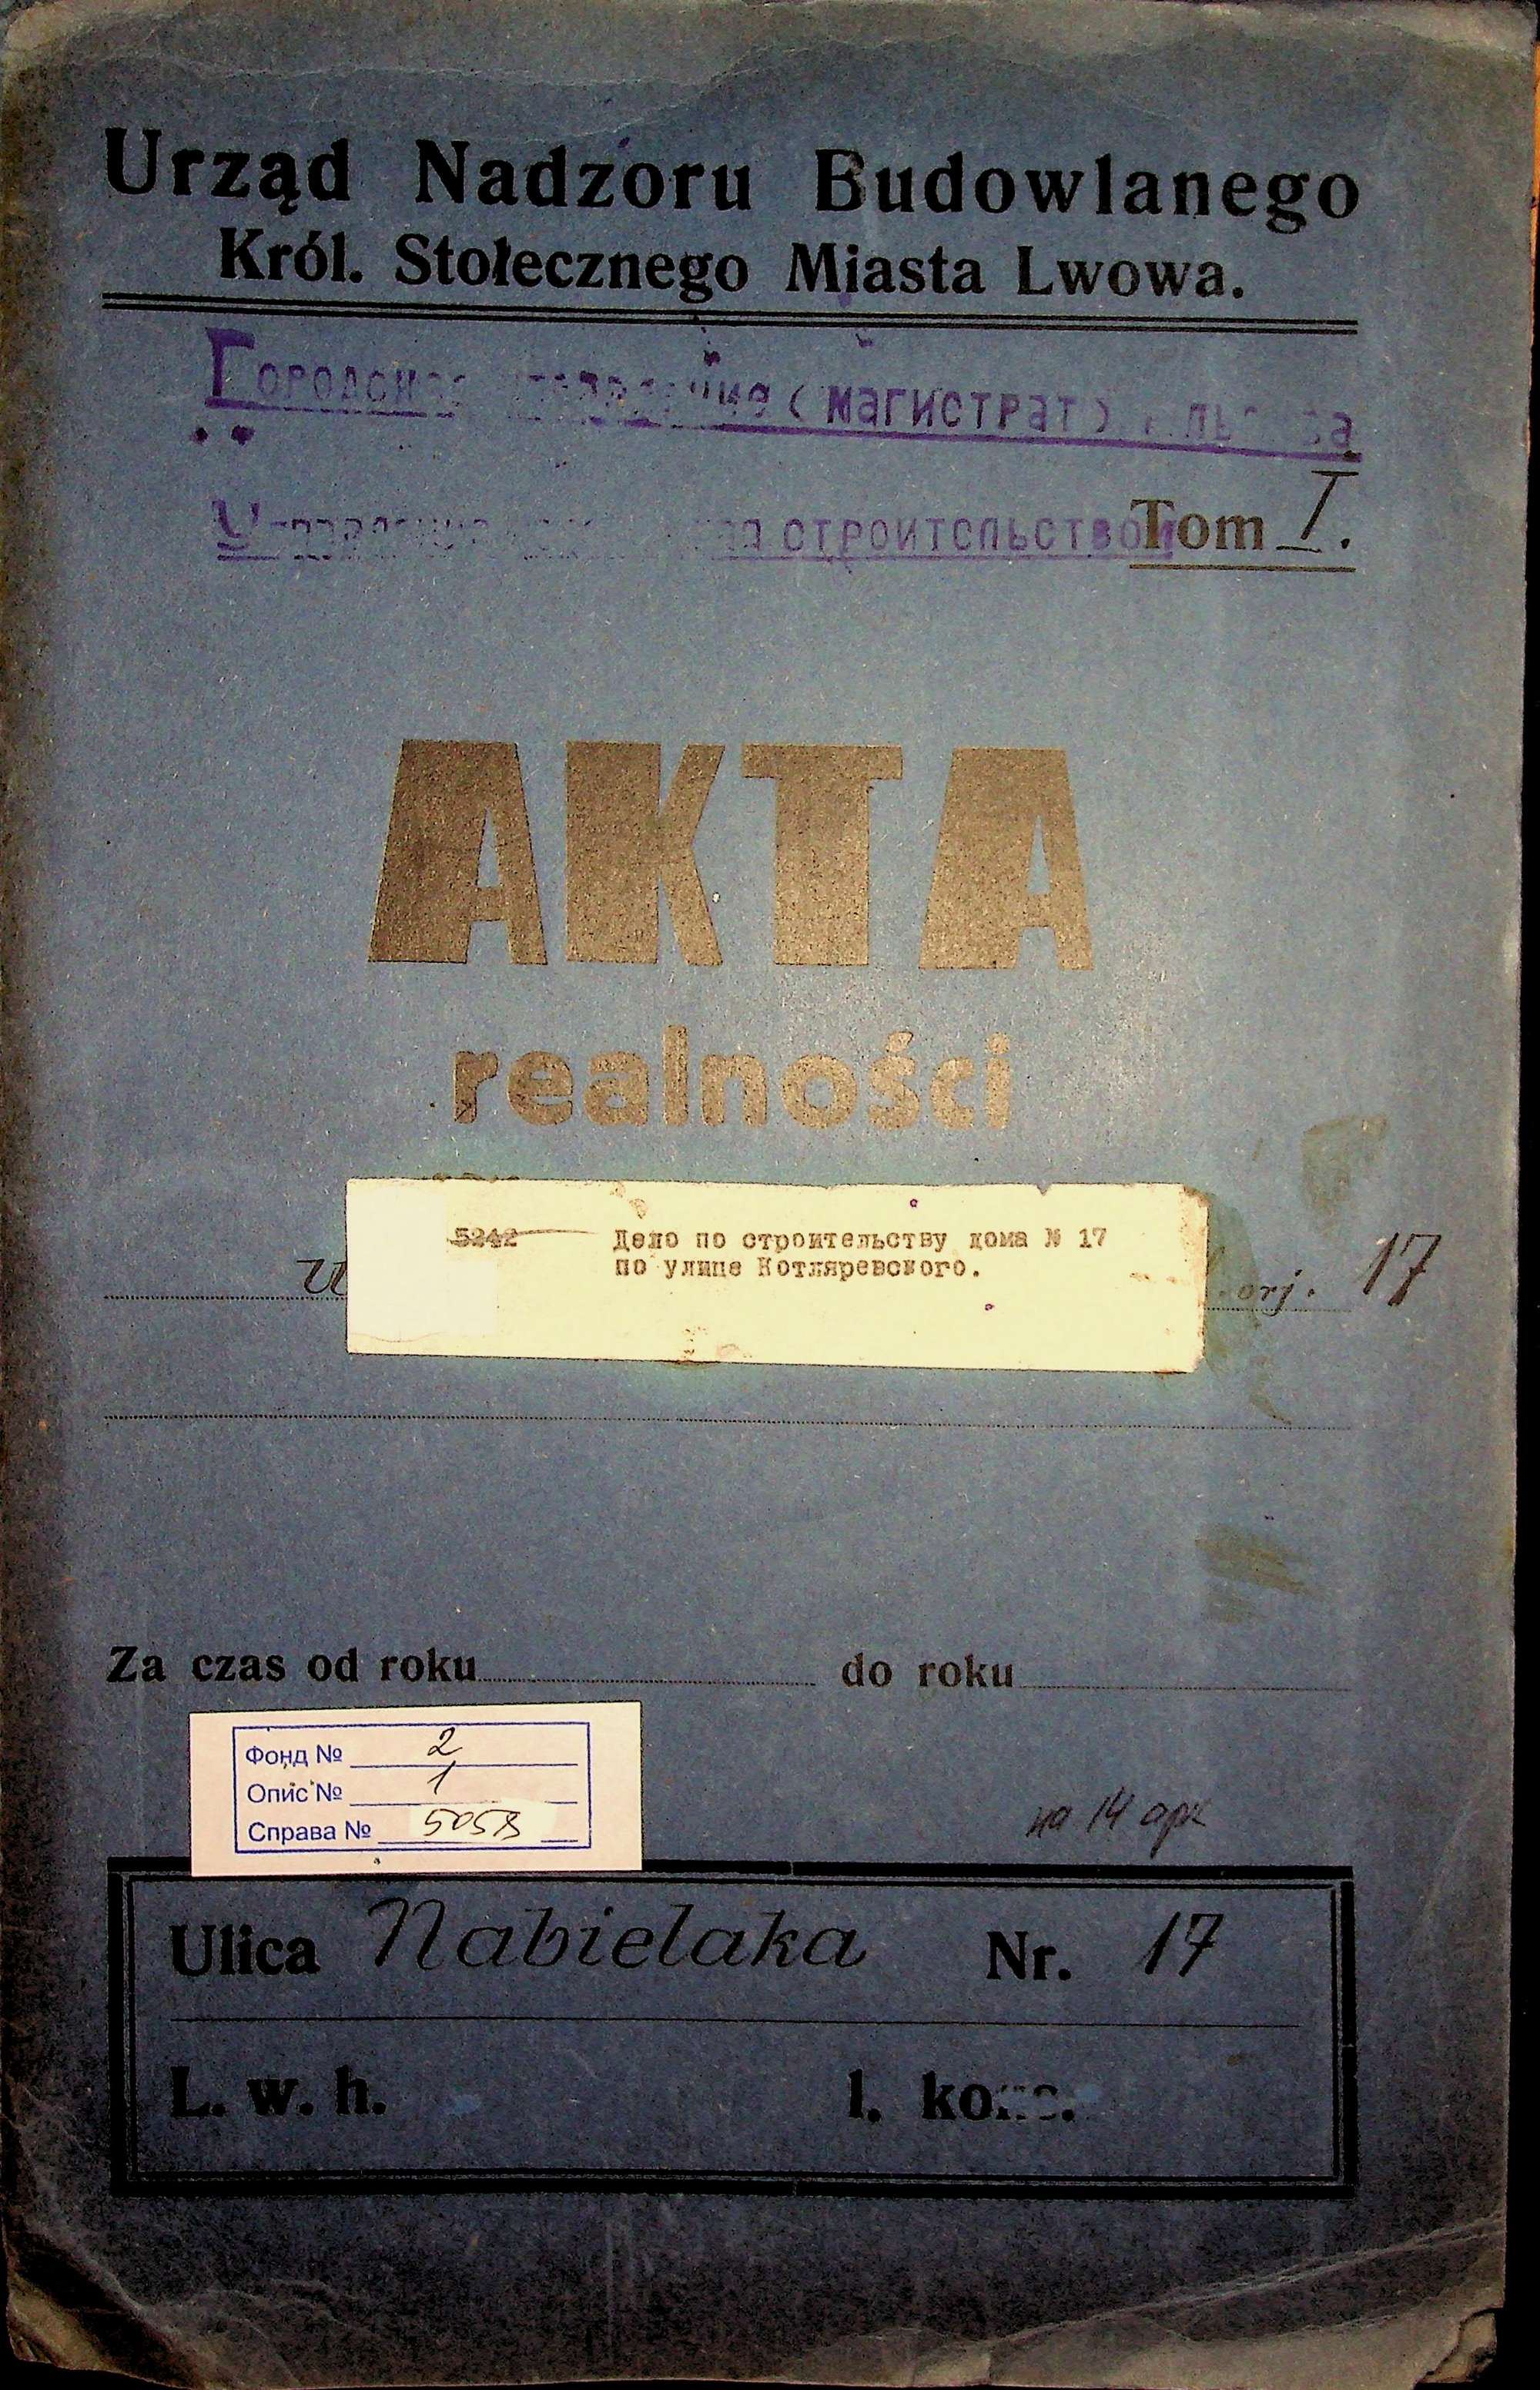 Urząd Nadzoru Budowlanego
Król. Stołecznego Miasta Lwowa.
(магистрат)
строительством
Tom I.
AKTA
realności
5242 Дело по строительству дома № 17
по улице Котляревского.
orj. 17
Za czas od roku do roku
Фонд № 2
Опис № 1
Справа №
на 14 арк
Ulica Nabielaka Nr. 17
L. w. h. l.